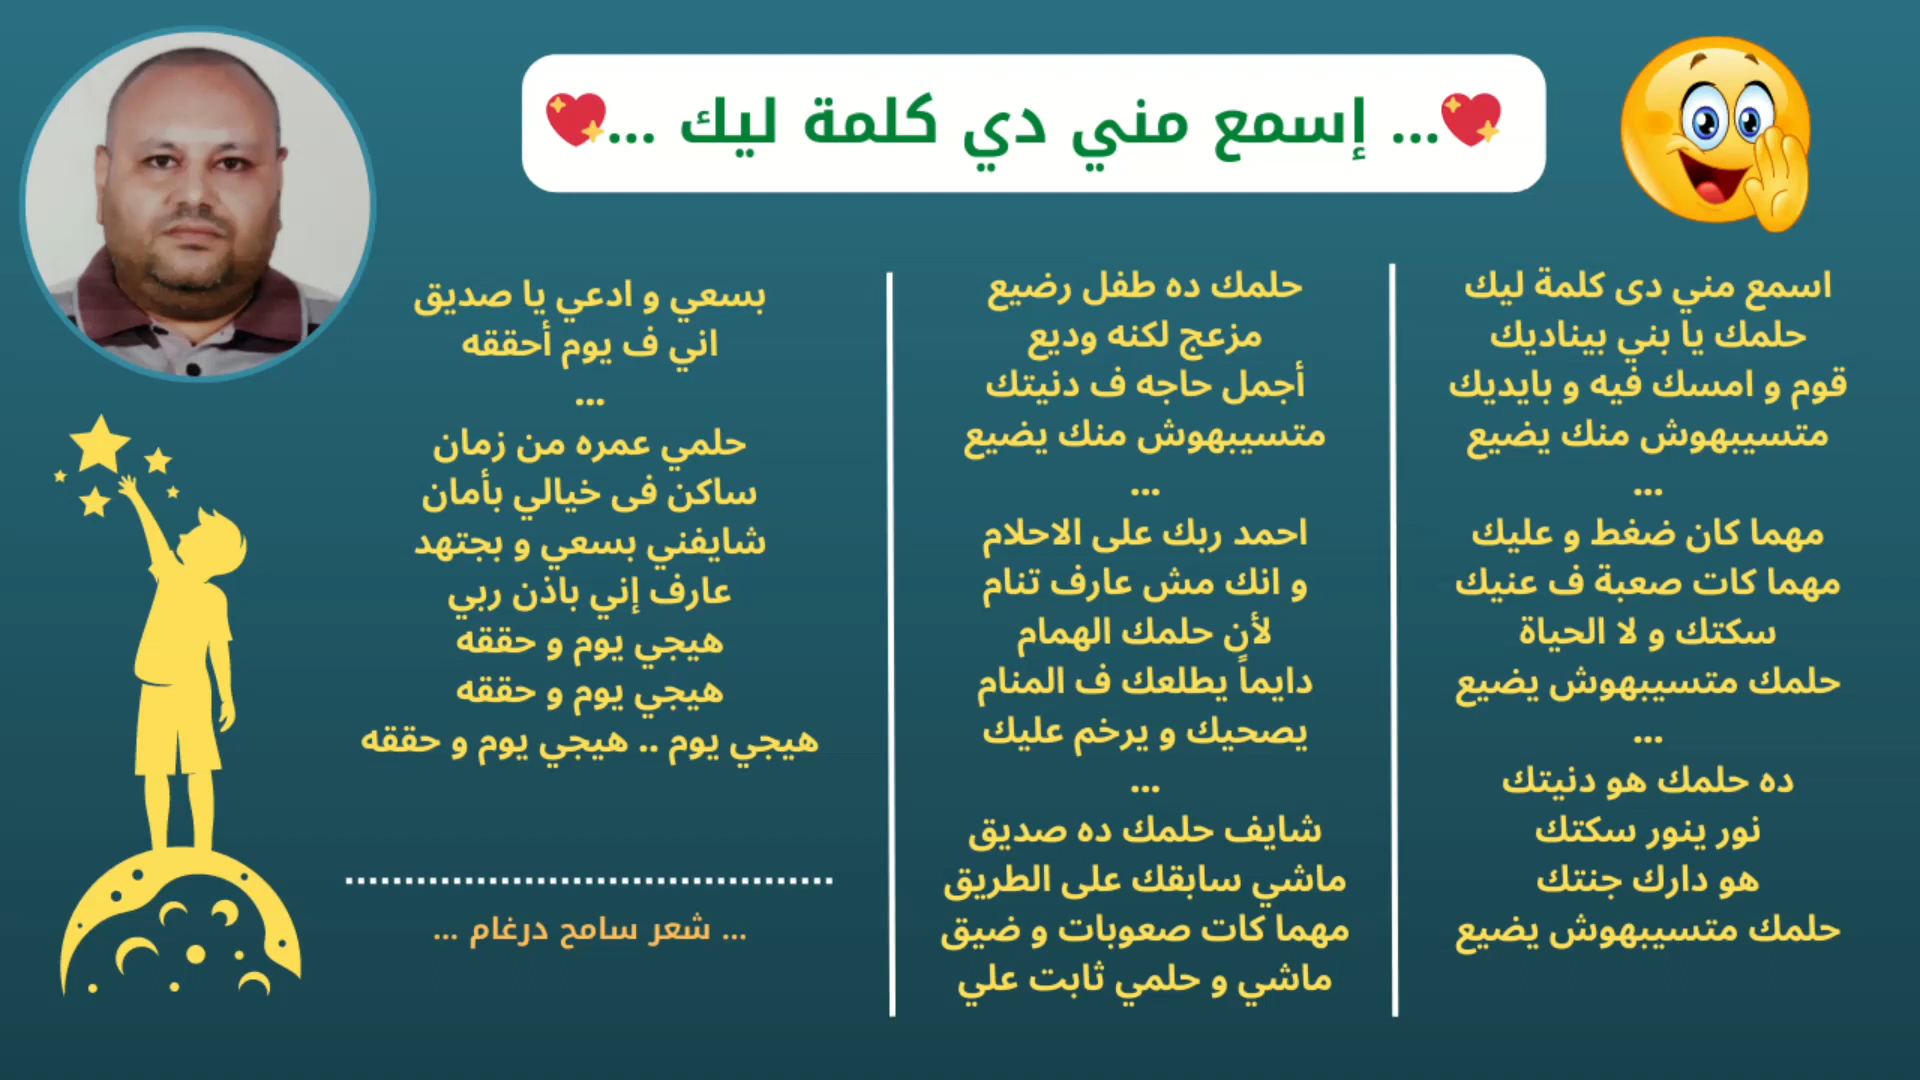 ... إسمع مني دي كلمة ليك ...
اسمع مني دى كلمة ليك
حلمك يا بني بيناديك
قوم و امسك فيه و بايديك
متسيبهوش منك يضيع
...
مهما كان ضغط و عليك
مهما كات صعبة ف عنيك
سكتك و لا الحياة
حلمك متسيبهوش يضيع
...
ده حلمك هو دنيتك
نور ينور سكتك
هو دارك جنتك
حلمك متسيبهوش يضيع
حلمك ده طفل رضيع
مزعج لكنه وديع
أجمل حاجه ف دنيتك
متسيبهوش منك يضيع
...
احمد ربك على الاحلام
و انك مش عارف تنام
لأن حلمك الهمام
دايماً يطلعك ف المنام
يصحيك و يرخم عليك
...
شايف حلمك ده صديق
ماشي سابقك على الطريق
مهما كات صعوبات و ضيق
ماشي و حلمي ثابت علي
بسعي و ادعي يا صديق
اني ف يوم أحققه
...
حلمي عمره من زمان
ساكن فى خيالي بأمان
شايفني بسعي و بجتهد
عارف إني باذن ربي
هيجي يوم و حققه
هيجي يوم و حققه
هيجي يوم .. هيجي يوم و حققه
... شعر سامح درغام ...